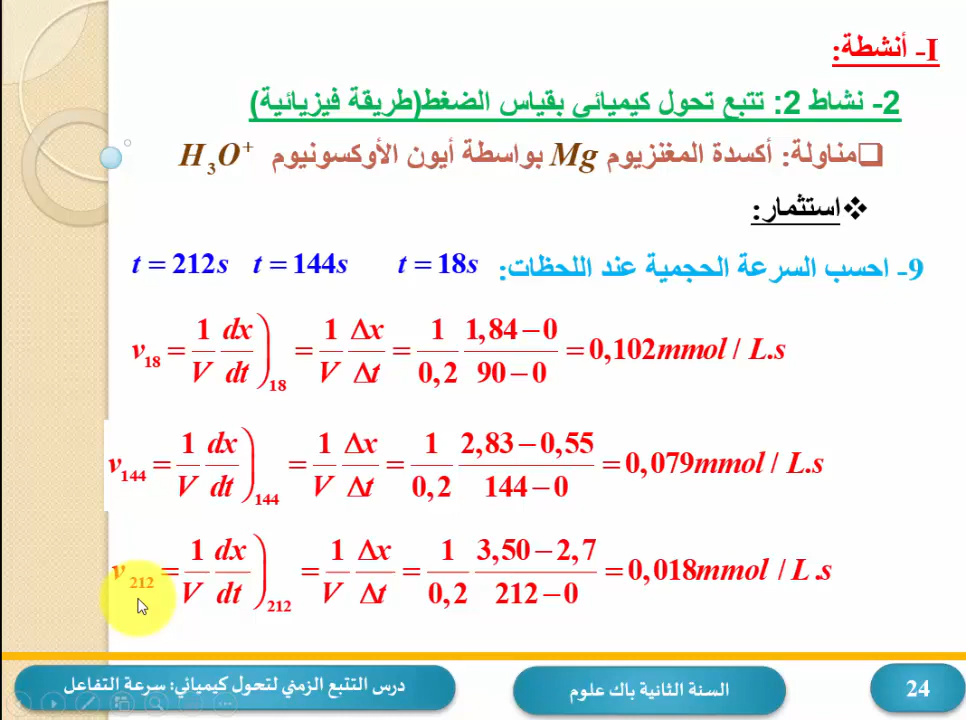 I- أنشطة:
2- نشاط 2: تتبع تحول كيميائي بقياس الضغط(طريقة فيزيائية)
❑مناولة: أكسدة المغنزيوم Mg بواسطة أيون الأوكسونيوم H₃O⁺
❖استثمار:
9- احسب السرعة الحجمية عند اللحظات: t = 18s t = 144s t = 212s
v₁₈ = 1/V dx/dt)₁₈ = 1/V Δx/Δt = 1/0,2 (1,84 – 0)/(90 – 0) = 0,102mmol / L.s
v₁₄₄ = 1/V dx/dt)₁₄₄ = 1/V Δx/Δt = 1/0,2 (2,83 – 0,55)/(144 – 0) = 0,079mmol / L.s
v₂₁₂ = 1/V dx/dt)₂₁₂ = 1/V Δx/Δt = 1/0,2 (3,50 – 2,7)/(212 – 0) = 0,018mmol / L.s
درس التتبع الزمني لتحول كيميائي: سرعة التفاعل
السنة الثانية باك علوم
24